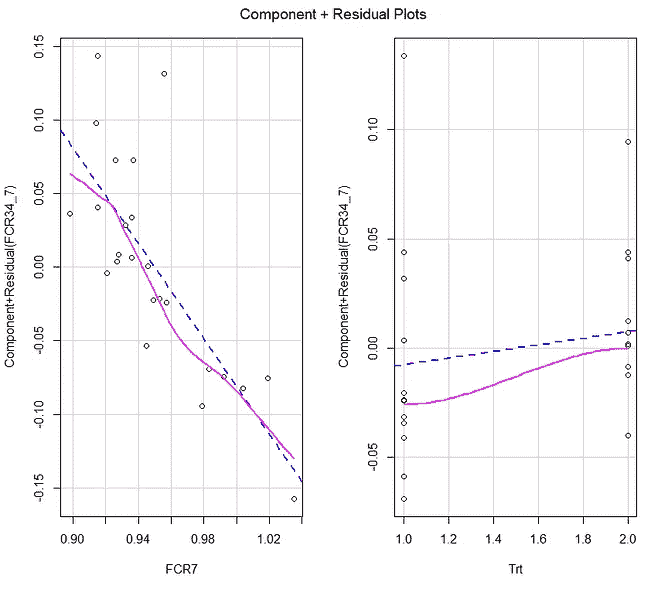 Component + Residual Plots
Component+Residual(FCR34_7)
0.15
0.10
0.05
0.00
-0.05
-0.10
-0.15
0.90 0.94 0.98 1.02
FCR7
Component+Residual(FCR34_7)
0.10
0.05
0.00
-0.05
1.0 1.2 1.4 1.6 1.8 2.0
Trt